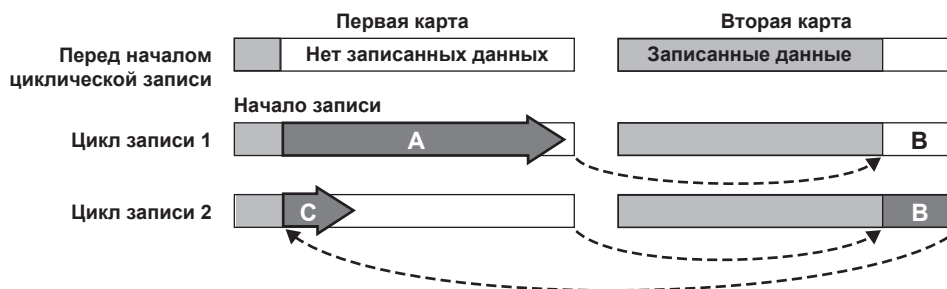 Первая карта
Вторая карта
Перед началом
циклической записи
Нет записанных данных
Записанные данные
Начало записи
Цикл записи 1
A
B
Цикл записи 2
C
B